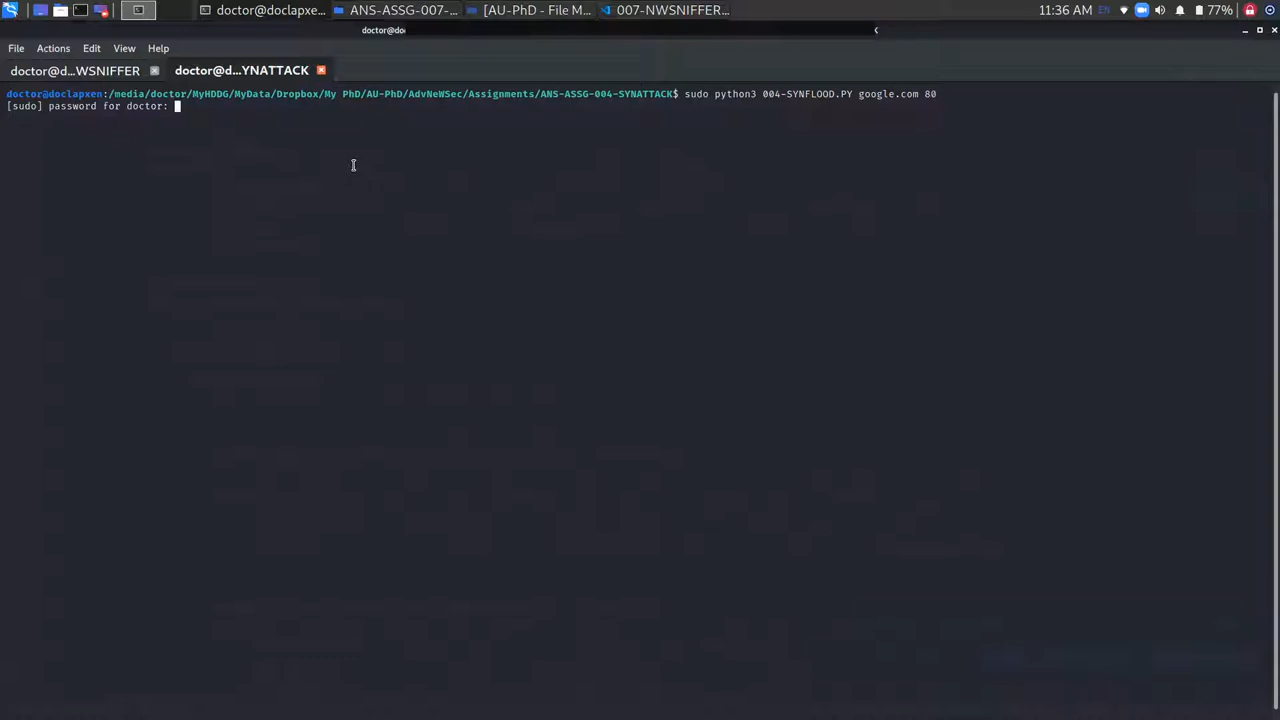 doctor@doclapxe... ANS-ASSG-007-... [AU-PhD - File M... 007-NWSNIFFER... 11:36 AM EN 77%
doctor@do
File Actions Edit View Help
doctor@d...WSNIFFER doctor@d...YNATTACK
doctor@doclapxen:/media/doctor/MyHDDG/MyData/Dropbox/My PhD/AU-PhD/AdvNeWSec/Assignments/ANS-ASSG-004-SYNATTACK$ sudo python3 004-SYNFLOOD.PY google.com 80
[sudo] password for doctor: